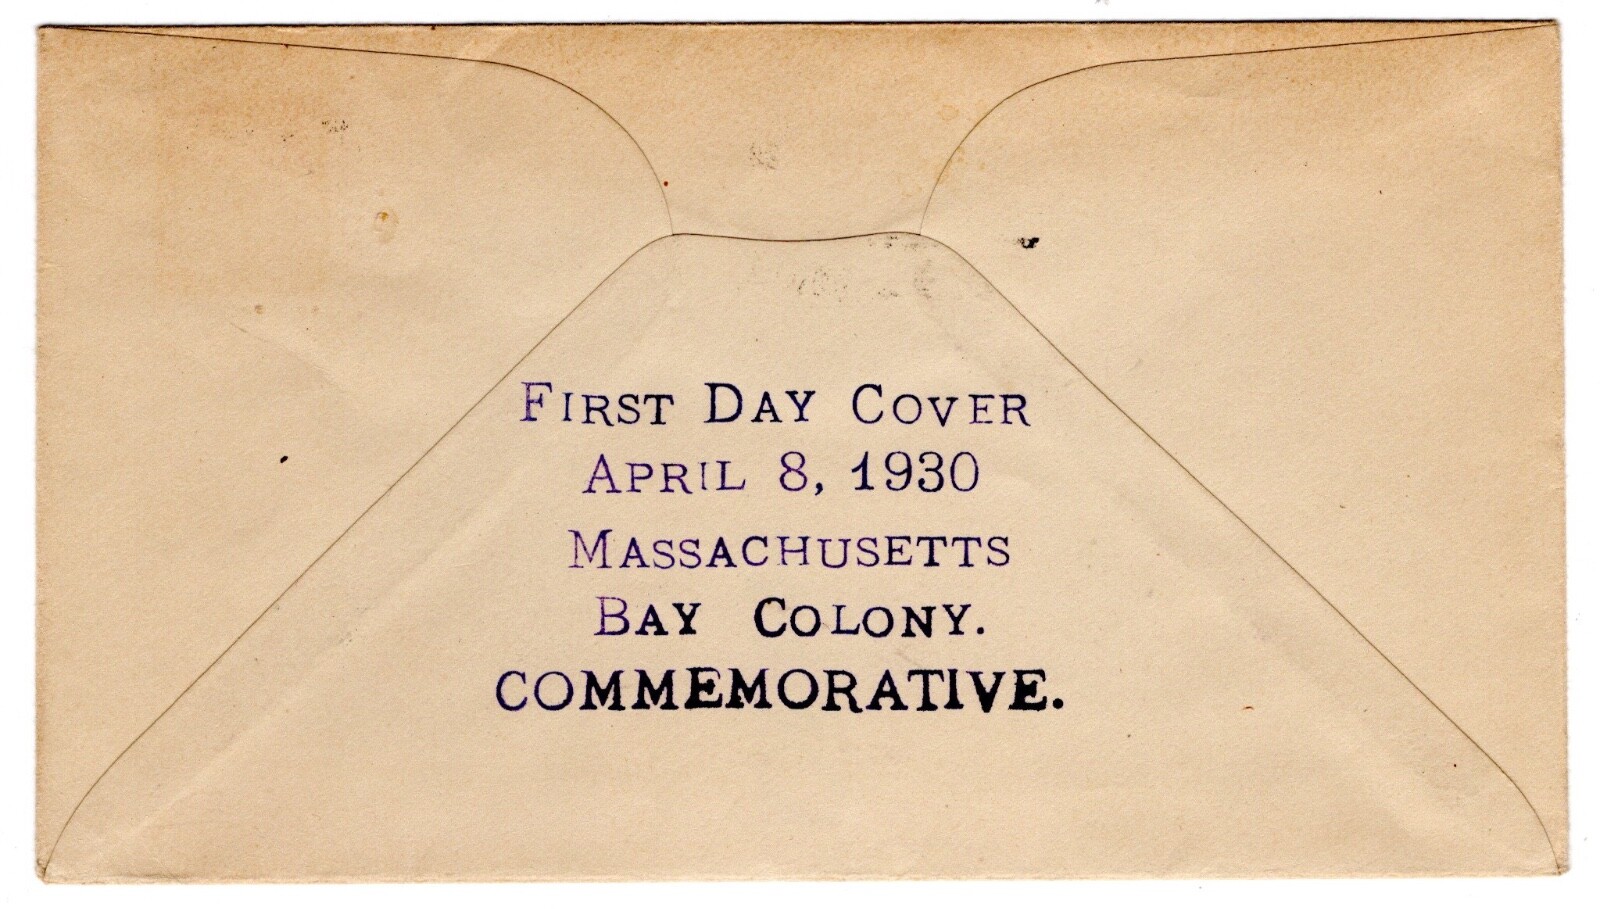 FIRST DAY COVER
APRIL 8, 1930
MASSACHUSETTS
BAY COLONY.
COMMEMORATIVE.